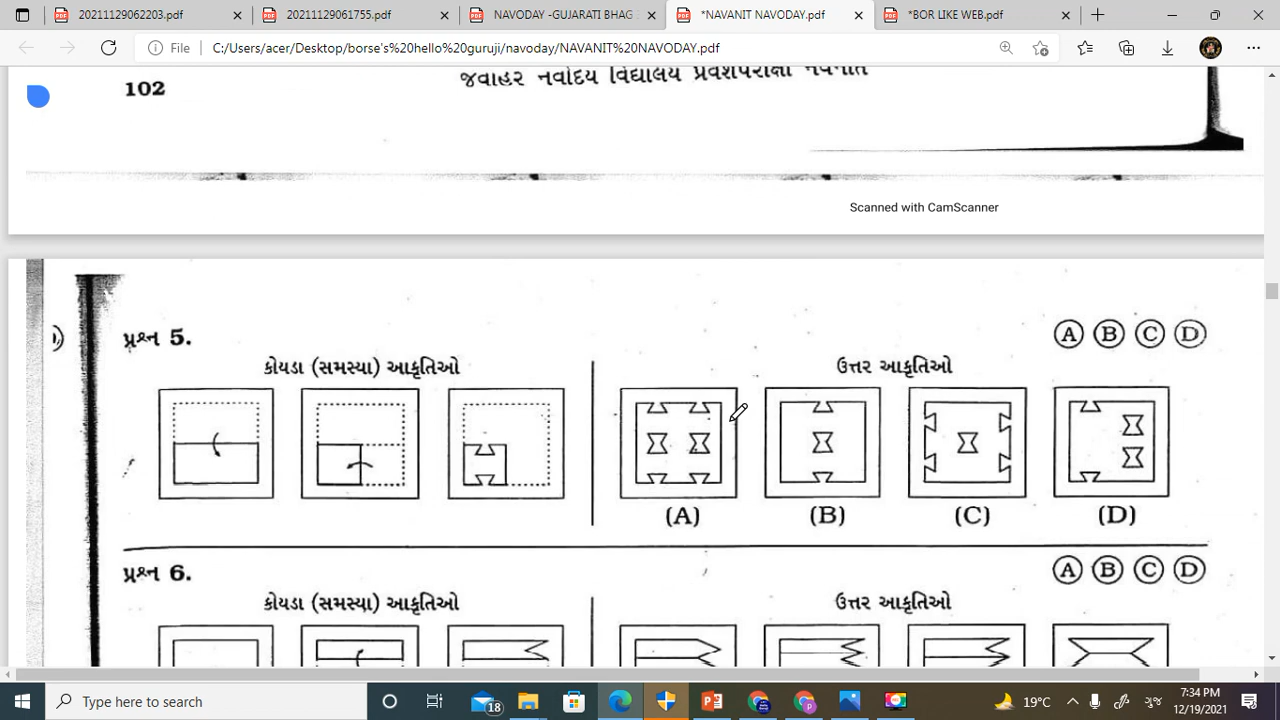 20211129062203.pdf
20211129061755.pdf
NAVODAY -GUJARATI BHAG
*NAVANIT NAVODAY.pdf
*BOR LIKE WEB.pdf
File
C:/Users/acer/Desktop/borse's%20hello%20guruji/navoday/NAVANIT%20NAVODAY.pdf
102
જવાહર નવોદય વિદ્યાલય પ્રવેશપરીક્ષા નવનીત
Scanned with CamScanner
પ્રશ્ન 5.
A B C D
કોયડા (સમસ્યા) આકૃતિઓ
ઉત્તર આકૃતિઓ
(A) (B) (C) (D)
પ્રશ્ન 6.
A B C D
કોયડા (સમસ્યા) આકૃતિઓ
ઉત્તર આકૃતિઓ
Type here to search
18
19°C
7:34 PM
12/19/2021